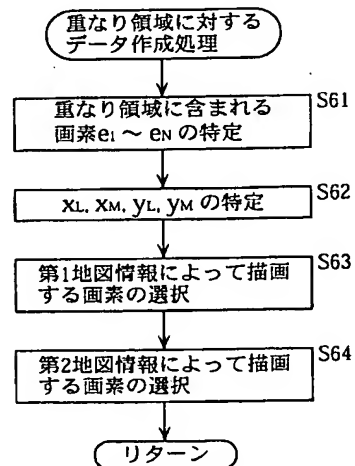 重なり領域に対する
データ作成処理
重なり領域に含まれる
画素e1 ～ eN の特定
S61
xL, xM, yL, yM の特定
S62
第1地図情報によって描画
する画素の選択
S63
第2地図情報によって描画
する画素の選択
S64
リターン